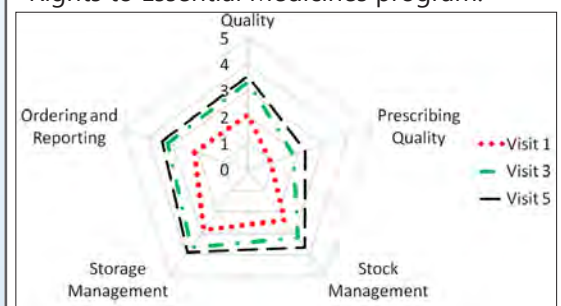 Rights to Essential Medicines program.
Quality
5
4
3
2
1
0
Ordering and
Reporting
Prescribing
Quality
Visit 1
Visit 3
Visit 5
Storage
Management
Stock
Management